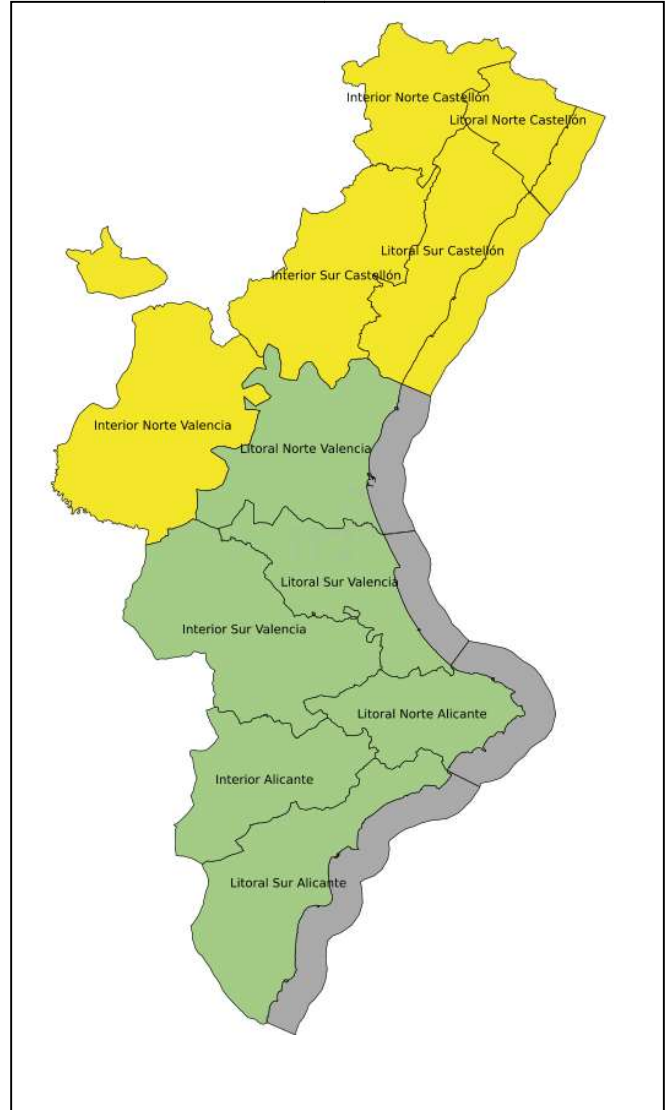 Interior Norte Castellón
Litoral Norte Castellón
Litoral Sur Castellón
Interior Sur Castellón
Interior Norte Valencia
Litoral Norte Valencia
Litoral Sur Valencia
Interior Sur Valencia
Litoral Norte Alicante
Interior Alicante
Litoral Sur Alicante